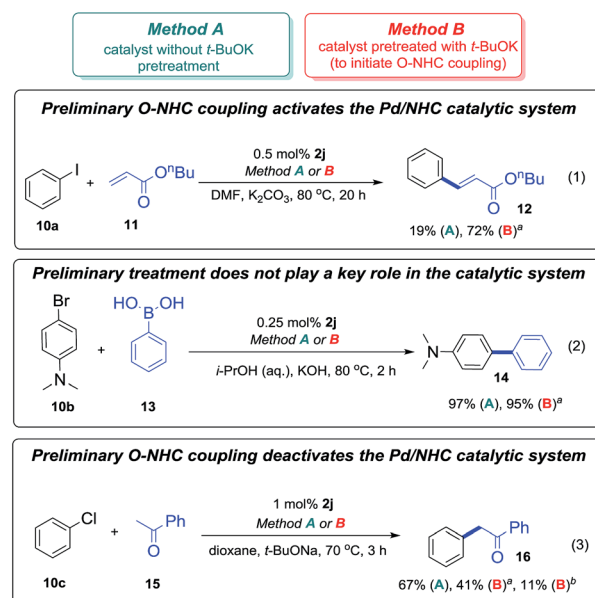 Method A
catalyst without t-BuOK
pretreatment
Method B
catalyst pretreated with t-BuOK
(to initiate O-NHC coupling)
Preliminary O-NHC coupling activates the Pd/NHC catalytic system
I
10a
+
OⁿBu
O
11
0.5 mol% 2j
Method A or B
DMF, K₂CO₃, 80 °C, 20 h
OⁿBu
O
12
19% (A), 72% (B)ᵃ
(1)
Preliminary treatment does not play a key role in the catalytic system
Br
N
10b
+
HO OH
B
13
0.25 mol% 2j
Method A or B
i-PrOH (aq.), KOH, 80 °C, 2 h
N
14
97% (A), 95% (B)ᵃ
(2)
Preliminary O-NHC coupling deactivates the Pd/NHC catalytic system
Cl
10c
+
Ph
O
15
1 mol% 2j
Method A or B
dioxane, t-BuONa, 70 °C, 3 h
Ph
O
16
67% (A), 41% (B)ᵃ, 11% (B)ᵇ
(3)